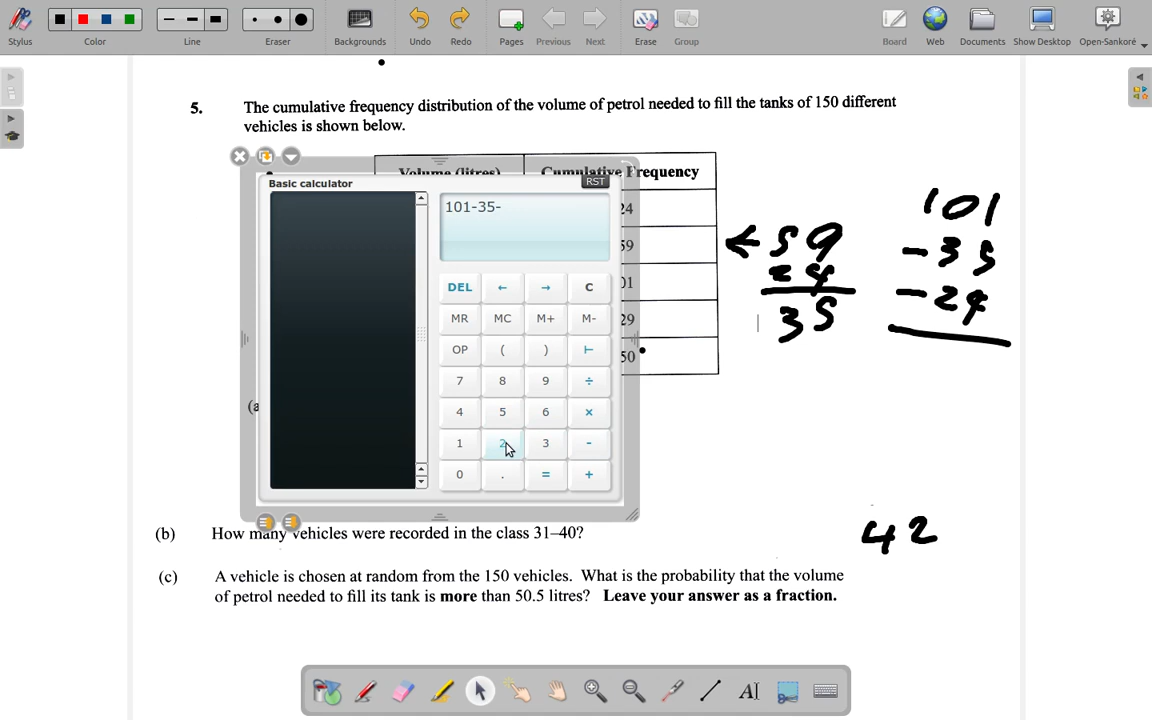 Stylus Color Line Eraser Backgrounds Undo Redo Pages Previous Next Erase Group Board Web Documents Show Desktop Open-Sankoré
5. The cumulative frequency distribution of the volume of petrol needed to fill the tanks of 150 different
vehicles is shown below.
Volume (litres) Cumulative Frequency
24
59
01
29
50
Basic calculator RST
101-35-
DEL ← → C
MR MC M+ M-
OP ( ) ⊢
7 8 9 ÷
4 5 6 ×
1 2 3 -
0 . = +
← 59
24
35
101
- 35
- 24
(a
42
(b) How many vehicles were recorded in the class 31–40?
(c) A vehicle is chosen at random from the 150 vehicles. What is the probability that the volume
of petrol needed to fill its tank is more than 50.5 litres? Leave your answer as a fraction.
AI